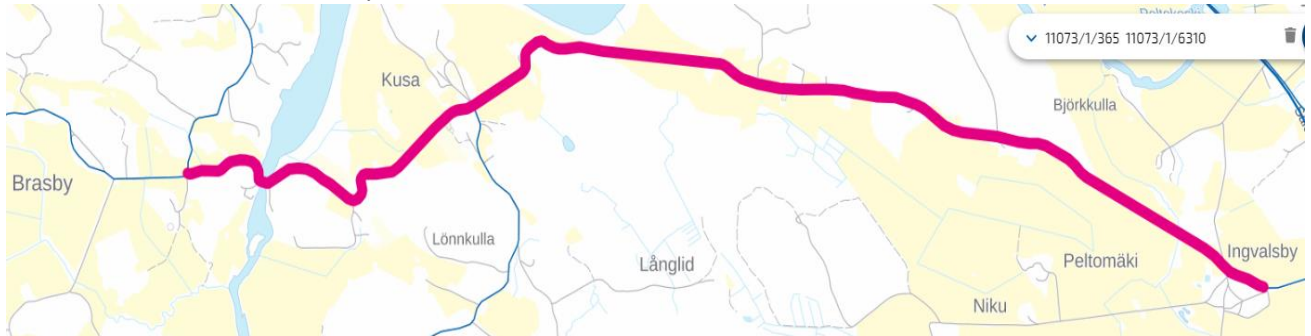 11073/1/365 11073/1/6310
Kusa
Björkkulla
Brasby
Lönnkulla
Långlid
Peltomäki
Ingvalsby
Niku